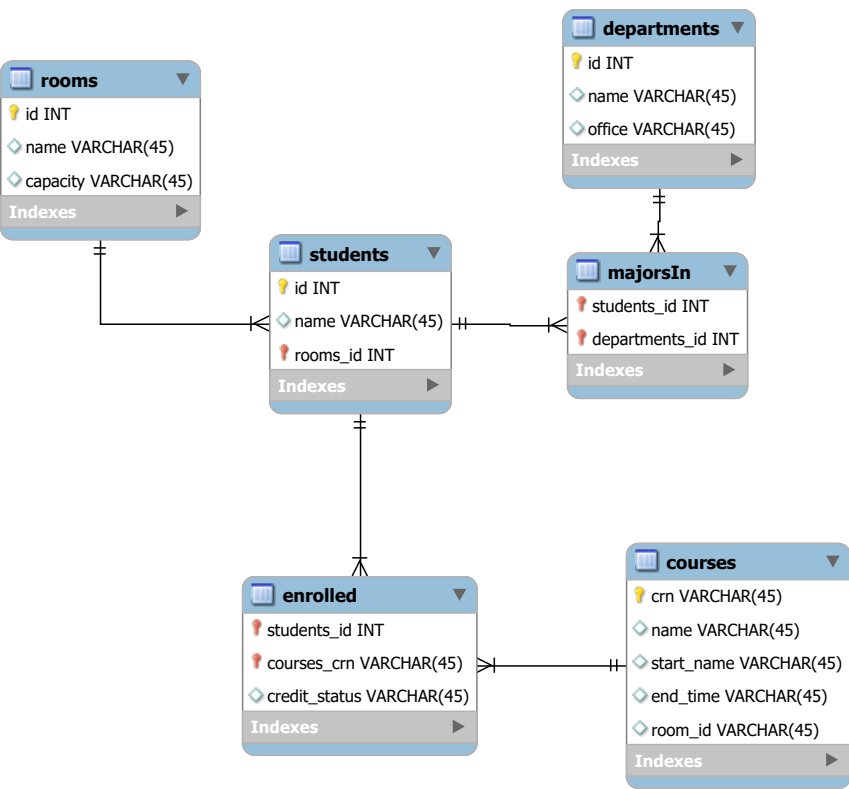 departments
id INT
name VARCHAR(45)
office VARCHAR(45)
Indexes
rooms
id INT
name VARCHAR(45)
capacity VARCHAR(45)
Indexes
students
id INT
name VARCHAR(45)
rooms_id INT
Indexes
majorsIn
students_id INT
departments_id INT
Indexes
enrolled
students_id INT
courses_crn VARCHAR(45)
credit_status VARCHAR(45)
Indexes
courses
crn VARCHAR(45)
name VARCHAR(45)
start_name VARCHAR(45)
end_time VARCHAR(45)
room_id VARCHAR(45)
Indexes